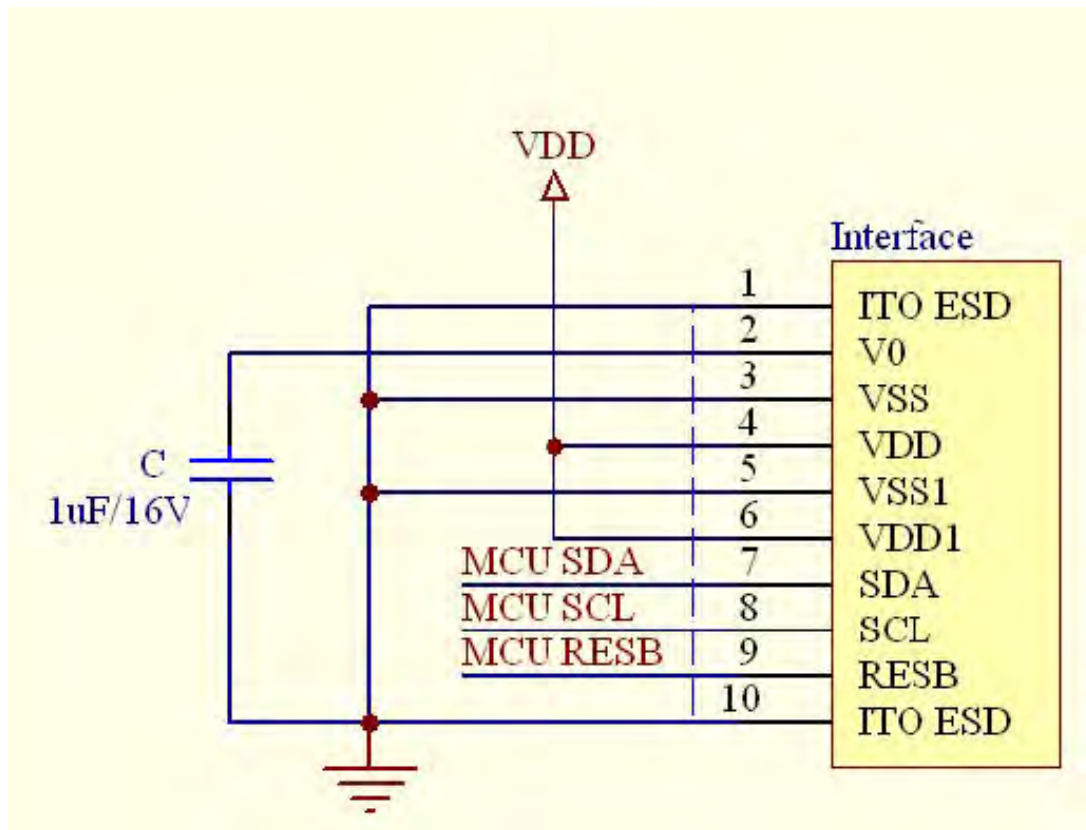 VDD
Interface
1 ITO ESD
2 V0
3 VSS
4 VDD
5 VSS1
6 VDD1
MCU SDA 7 SDA
MCU SCL 8 SCL
MCU RESB 9 RESB
10 ITO ESD
C
1uF/16V